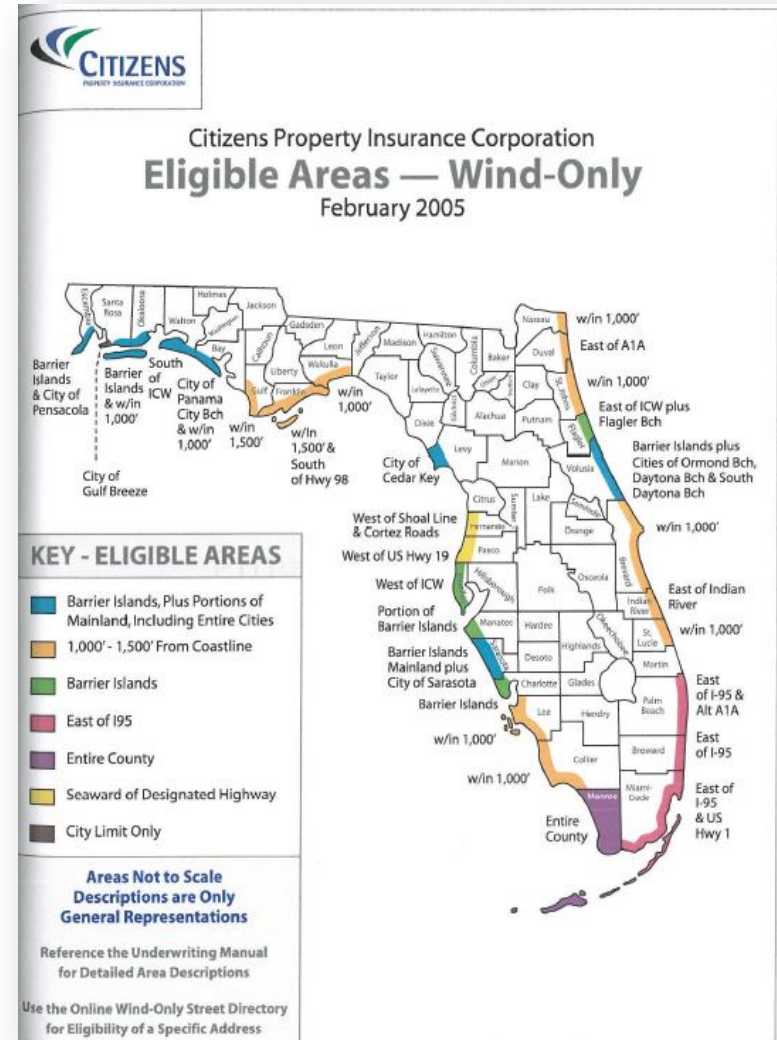 CITIZENS
PROPERTY INSURANCE CORPORATION
Citizens Property Insurance Corporation
Eligible Areas — Wind-Only
February 2005
Escambia
Santa
Rosa
Okaloosa
Walton
Holmes
Washington
Jackson
Bay
Calhoun
Gulf
Gadsden
Liberty
Franklin
Leon
Wakulla
Jefferson
Madison
Taylor
Hamilton
Suwannee
Lafayette
Columbia
Dixie
Gilchrist
Baker
Union
Nassau
Duval
Clay
St. Johns
Alachua
Putnam
Flagler
Levy
Marion
Volusia
Citrus
Sumter
Lake
Seminole
Hernando
Orange
Pasco
Brevard
Hillsborough
Polk
Osceola
Indian
River
Manatee
Hardee
Highlands
Okeechobee
St.
Lucie
Sarasota
Desoto
Martin
Charlotte
Glades
Palm
Beach
Lee
Hendry
Broward
Collier
Monroe
Miami-
Dade
Barrier
Islands
& City of
Pensacola
City of
Gulf Breeze
Barrier
Islands
& w/in
1,000'
South
of
ICW
City of
Panama
City Bch
& w/in
1,000'
w/in
1,500'
w/in
1,500' &
South
of Hwy 98
w/in
1,000'
City of
Cedar Key
West of Shoal Line
& Cortez Roads
West of US Hwy 19
West of ICW
Portion of
Barrier Islands
Barrier Islands
Mainland plus
City of Sarasota
Barrier Islands
w/in 1,000'
w/in 1,000'
Entire
County
w/in 1,000'
East of A1A
w/in 1,000'
East of ICW plus
Flagler Bch
Barrier Islands plus
Cities of Ormond Bch,
Daytona Bch & South
Daytona Bch
w/in 1,000'
East of Indian
River
w/in 1,000'
East
of I-95 &
Alt A1A
East
of I-95
East of
I-95
& US
Hwy 1
KEY - ELIGIBLE AREAS
Barrier Islands, Plus Portions of
Mainland, Including Entire Cities
1,000' - 1,500' From Coastline
Barrier Islands
East of I95
Entire County
Seaward of Designated Highway
City Limit Only
Areas Not to Scale
Descriptions are Only
General Representations
Reference the Underwriting Manual
for Detailed Area Descriptions
Use the Online Wind-Only Street Directory
for Eligibility of a Specific Address